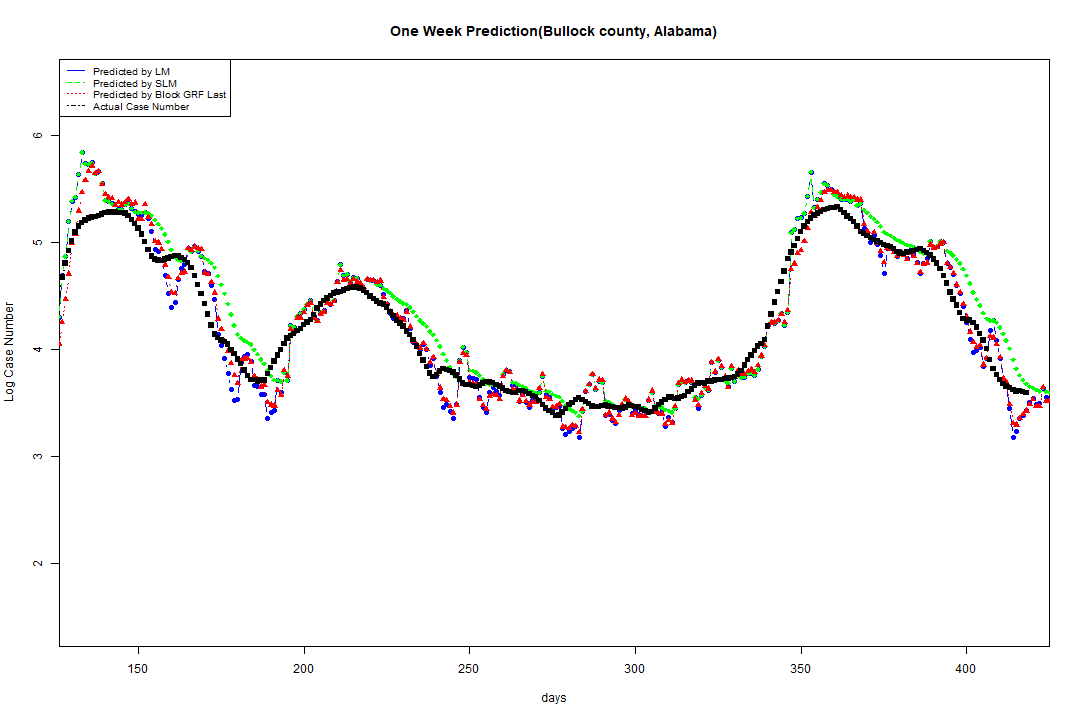 One Week Prediction(Bullock county, Alabama)
Predicted by LM
Predicted by SLM
Predicted by Block GRF Last
Actual Case Number
6
5
4
3
2
Log Case Number
150 200 250 300 350 400
days